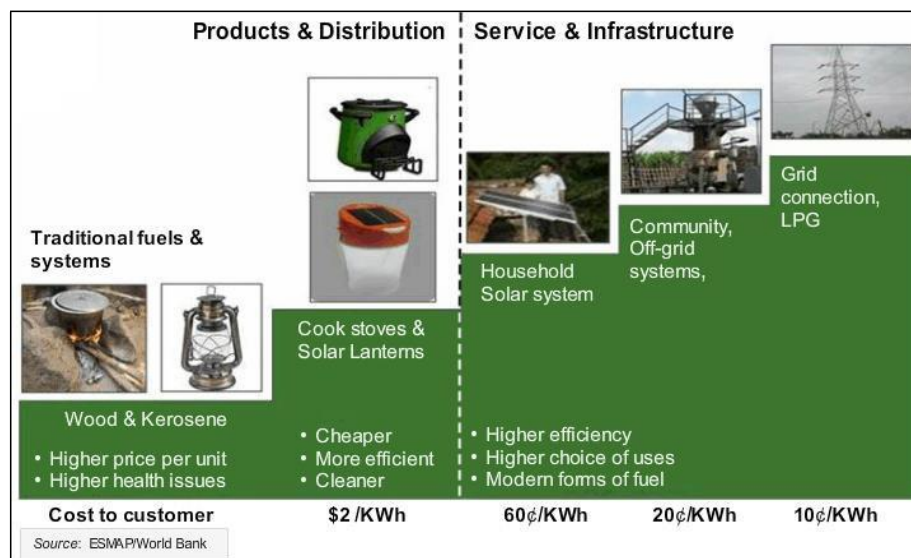 Products & Distribution
Service & Infrastructure
Traditional fuels &
systems
Wood & Kerosene
• Higher price per unit
• Higher health issues
Cook stoves &
Solar Lanterns
• Cheaper
• More efficient
• Cleaner
Household
Solar system
Community,
Off-grid
systems,
Grid
connection,
LPG
• Higher efficiency
• Higher choice of uses
• Modern forms of fuel
Cost to customer
$2 /KWh
60¢/KWh
20¢/KWh
10¢/KWh
Source: ESMAP/World Bank